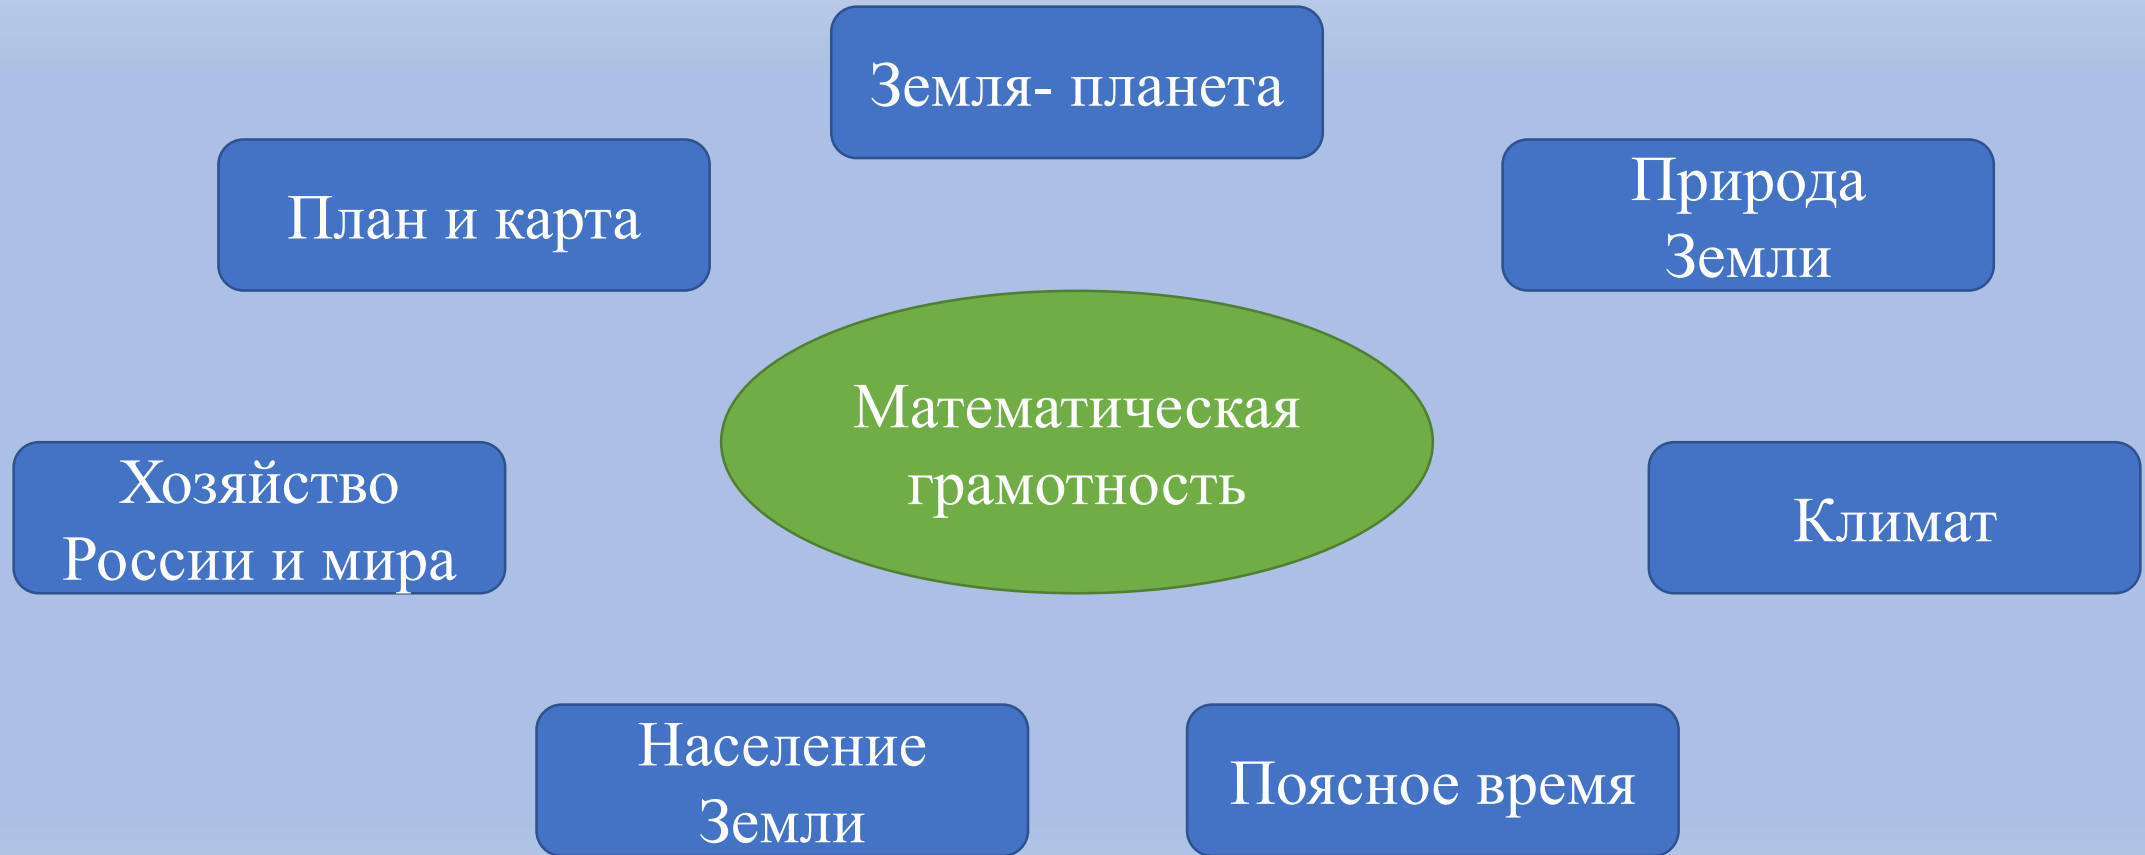 Земля- планета
План и карта
Природа
Земли
Математическая
грамотность
Хозяйство
России и мира
Климат
Население
Земли
Поясное время